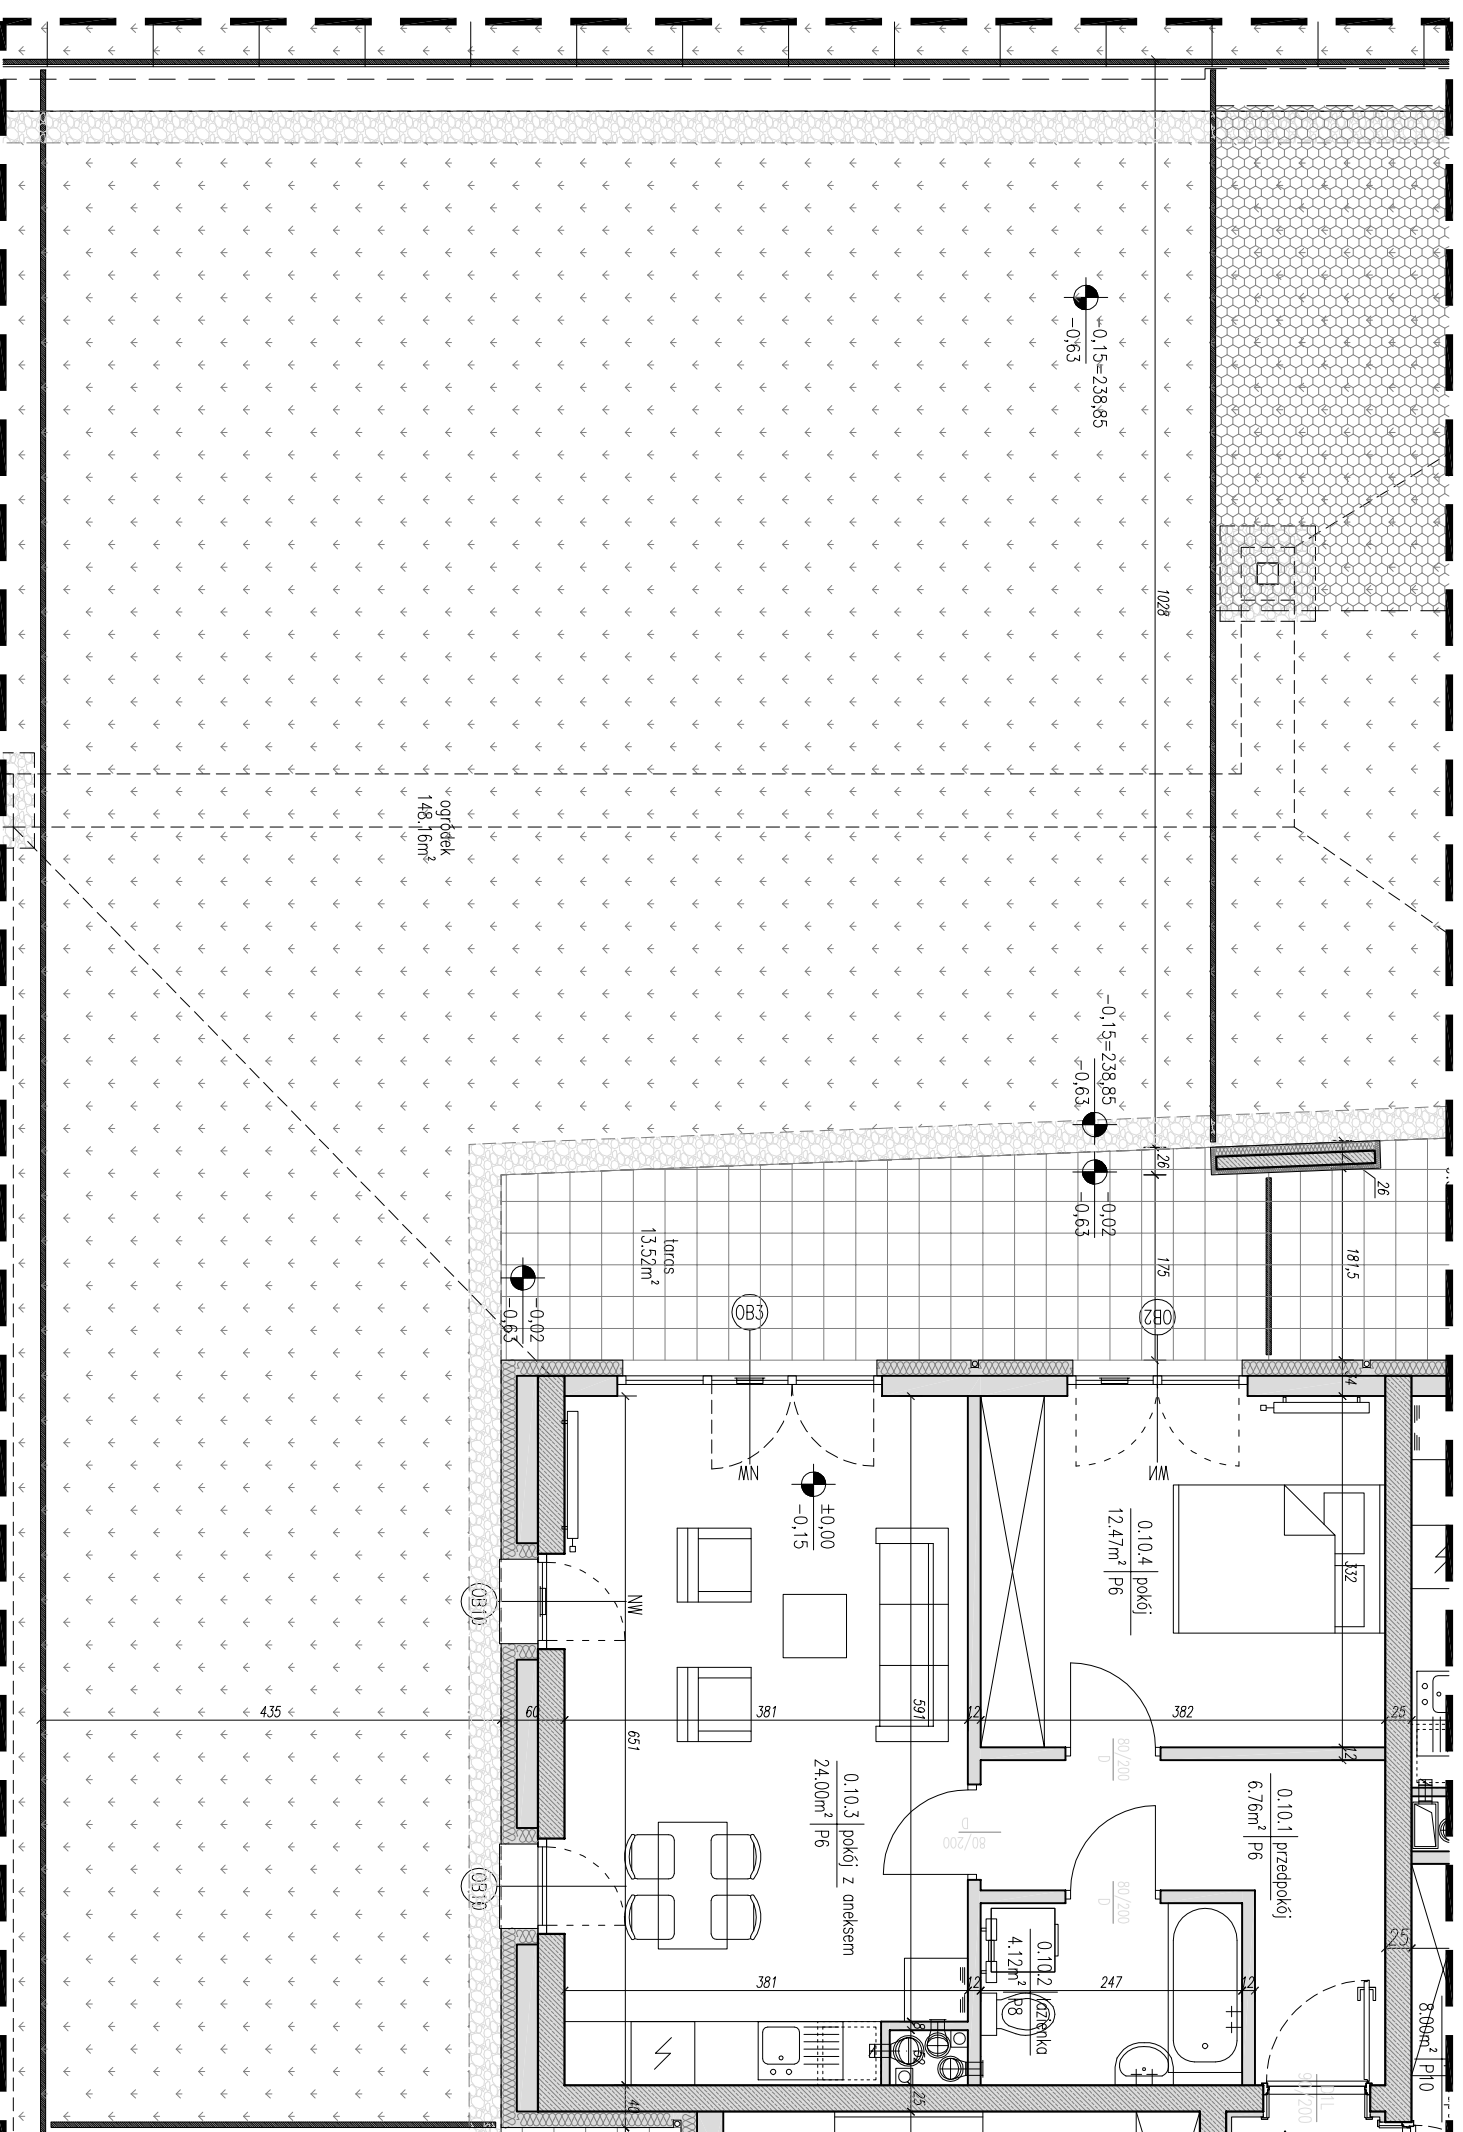 -0,15=238,85
-0,63
1028
ogródek
148.16m²
-0,15=238,85
-0,63
-0,02
-0,63
26
26
175
181,5
taras
13.52m²
-0,02
-0,63
OB3
OB2
NW
NW
±0,00
-0,15
0.10.4 pokój
12.47m² P6
332
OB10
NW
435
60
381
591
12
382
25
651
12
80/200
D
0.10.3 pokój z aneksem
24.00m² P6
0.10.1 przedpokój
6.76m² P6
D
80/200
OB10
80/200
D
25
0.10.2 łazienka
4.12m² P8
381
12
247
12
8.00m² P10
8
25
40